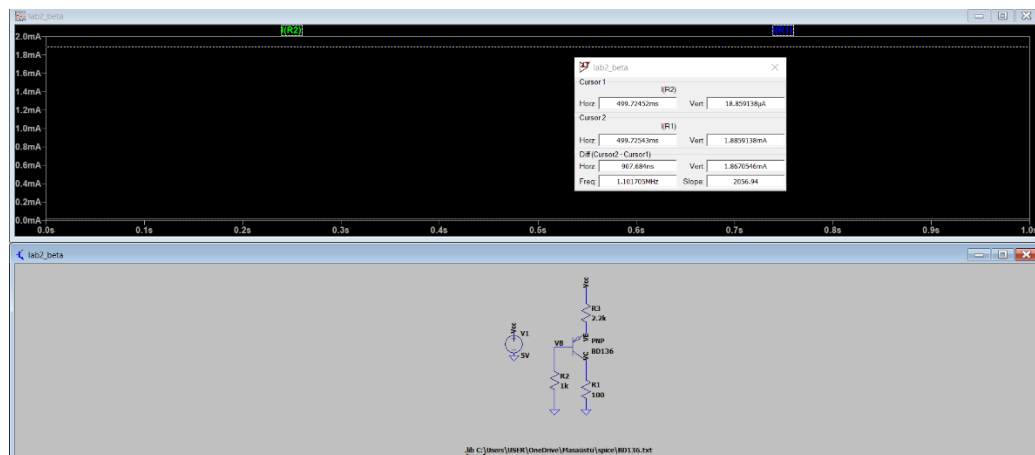 lab2_beta
I(R2) I(R1)
2.0mA
1.8mA
1.6mA
1.4mA
1.2mA
1.0mA
0.8mA
0.6mA
0.4mA
0.2mA
0.0mA
0.0s 0.1s 0.2s 0.3s 0.4s 0.5s 0.6s 0.7s 0.8s 0.9s 1.0s
lab2_beta
Cursor 1
I(R2)
Horz: 499.72452ms Vert: 18.859138µA
Cursor 2
I(R1)
Horz: 499.72543ms Vert: 1.8859138mA
Diff (Cursor2 - Cursor1)
Horz: 907.684ns Vert: 1.8670546mA
Freq: 1.101705MHz Slope: 2056.94
lab2_beta
Vcc
R3
2.2k
Vcc
V1
5V
VE
PNP
VB
BD136
VC
R2
1k
R1
100
.lib C:\Users\USER\OneDrive\Masaüstü\spice\BD136.txt